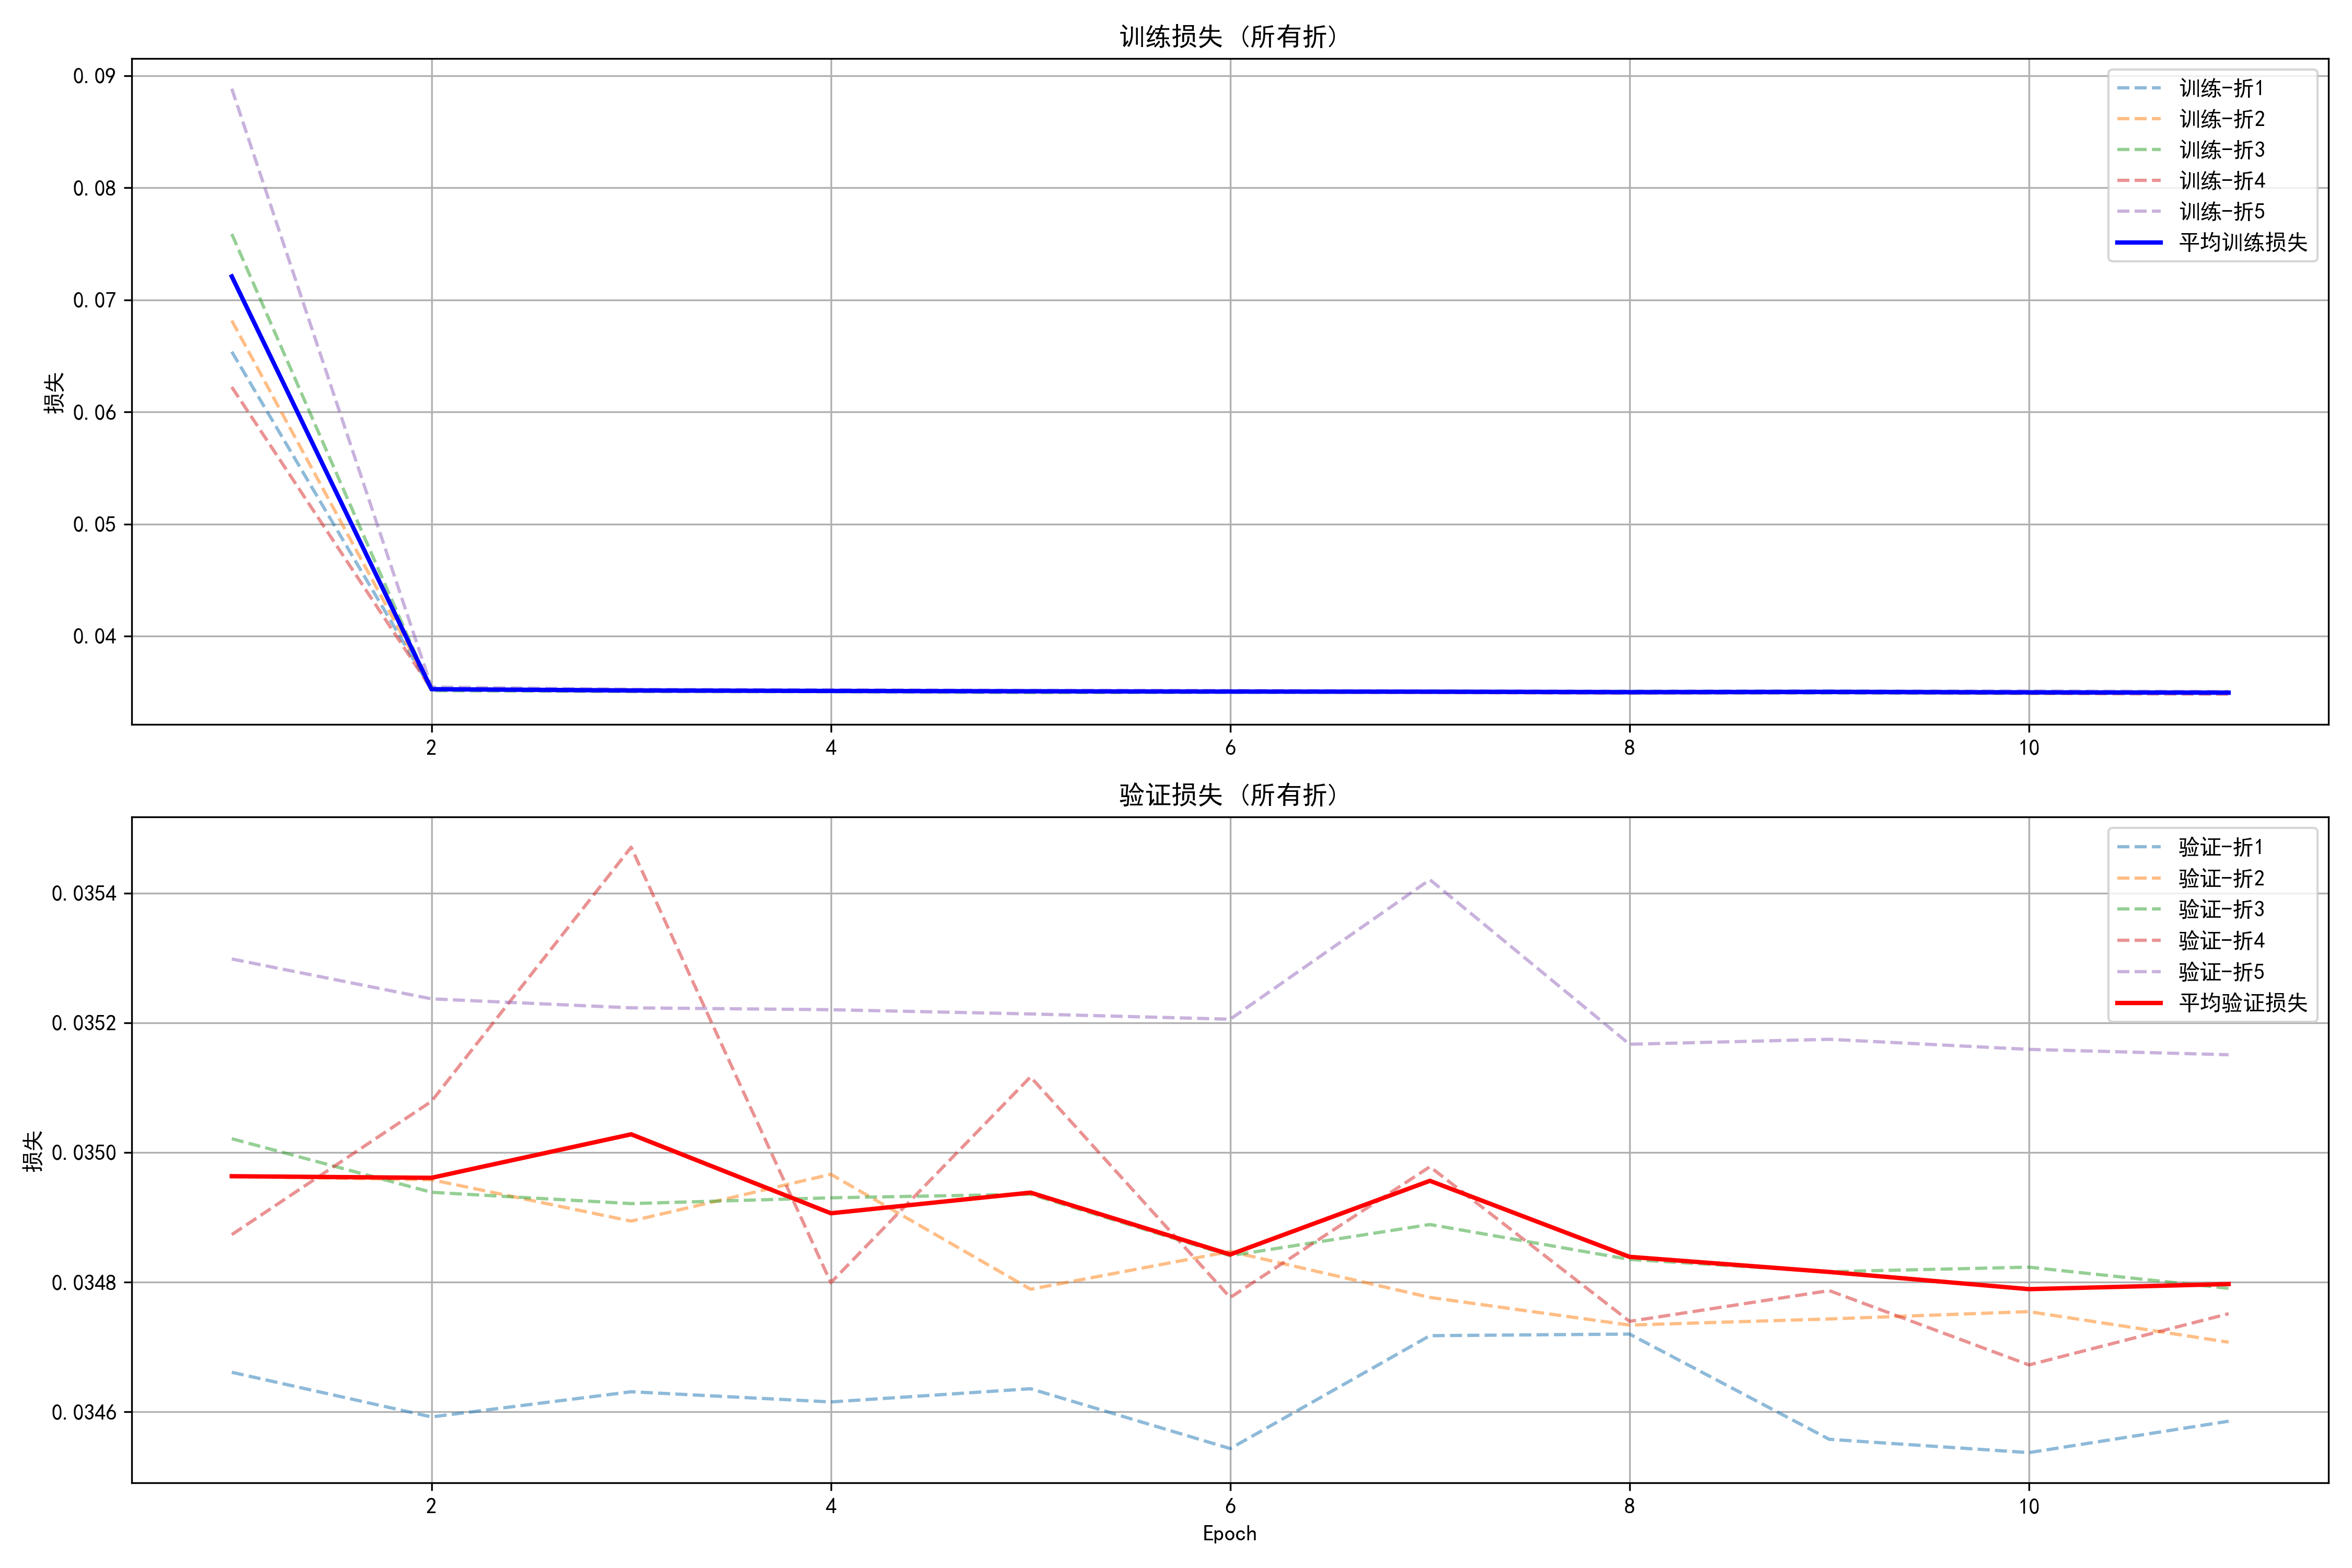 训练损失 (所有折)
损失
0.09
0.08
0.07
0.06
0.05
0.04
2
4
6
8
10
训练-折1
训练-折2
训练-折3
训练-折4
训练-折5
平均训练损失
验证损失 (所有折)
损失
0.0354
0.0352
0.0350
0.0348
0.0346
2
4
6
8
10
Epoch
验证-折1
验证-折2
验证-折3
验证-折4
验证-折5
平均验证损失